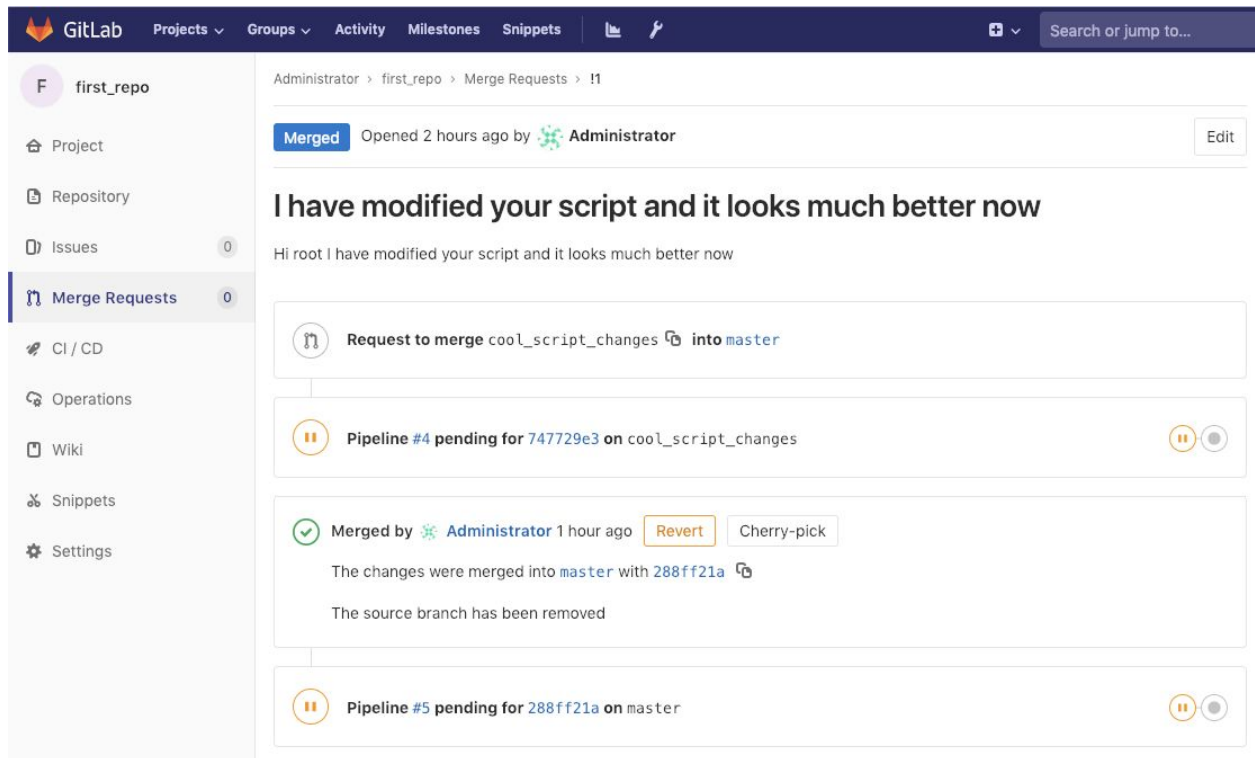 GitLab Projects Groups Activity Milestones Snippets Search or jump to...
F first_repo
Project
Repository
Issues 0
Merge Requests 0
CI / CD
Operations
Wiki
Snippets
Settings
Administrator > first_repo > Merge Requests > !1
Merged Opened 2 hours ago by Administrator Edit
I have modified your script and it looks much better now
Hi root I have modified your script and it looks much better now
Request to merge cool_script_changes into master
Pipeline #4 pending for 747729e3 on cool_script_changes
Merged by Administrator 1 hour ago Revert Cherry-pick
The changes were merged into master with 288ff21a
The source branch has been removed
Pipeline #5 pending for 288ff21a on master